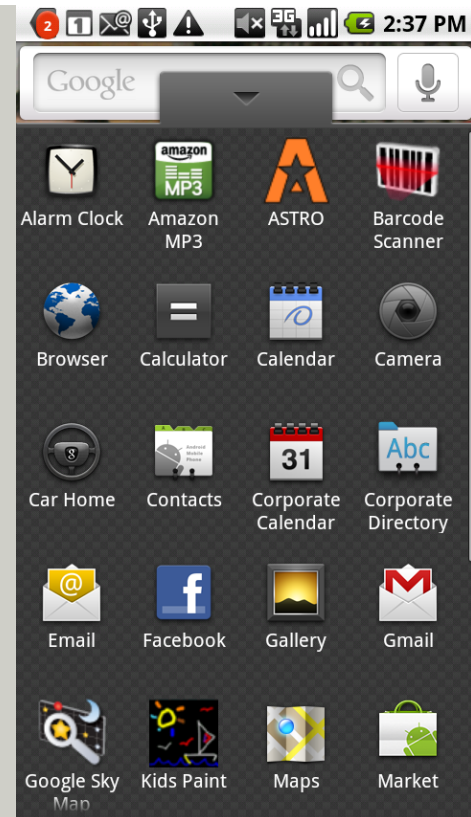 2 1 3G 2:37 PM
Google
amazon
MP3
Alarm Clock Amazon ASTRO Barcode
MP3 Scanner
=
Browser Calculator Calendar Camera
8 Android
Mobile
Phone
31 Abc
Car Home Contacts Corporate Corporate
Calendar Directory
@ f M
Email Facebook Gallery Gmail
Google Sky Kids Paint Maps Market
Map